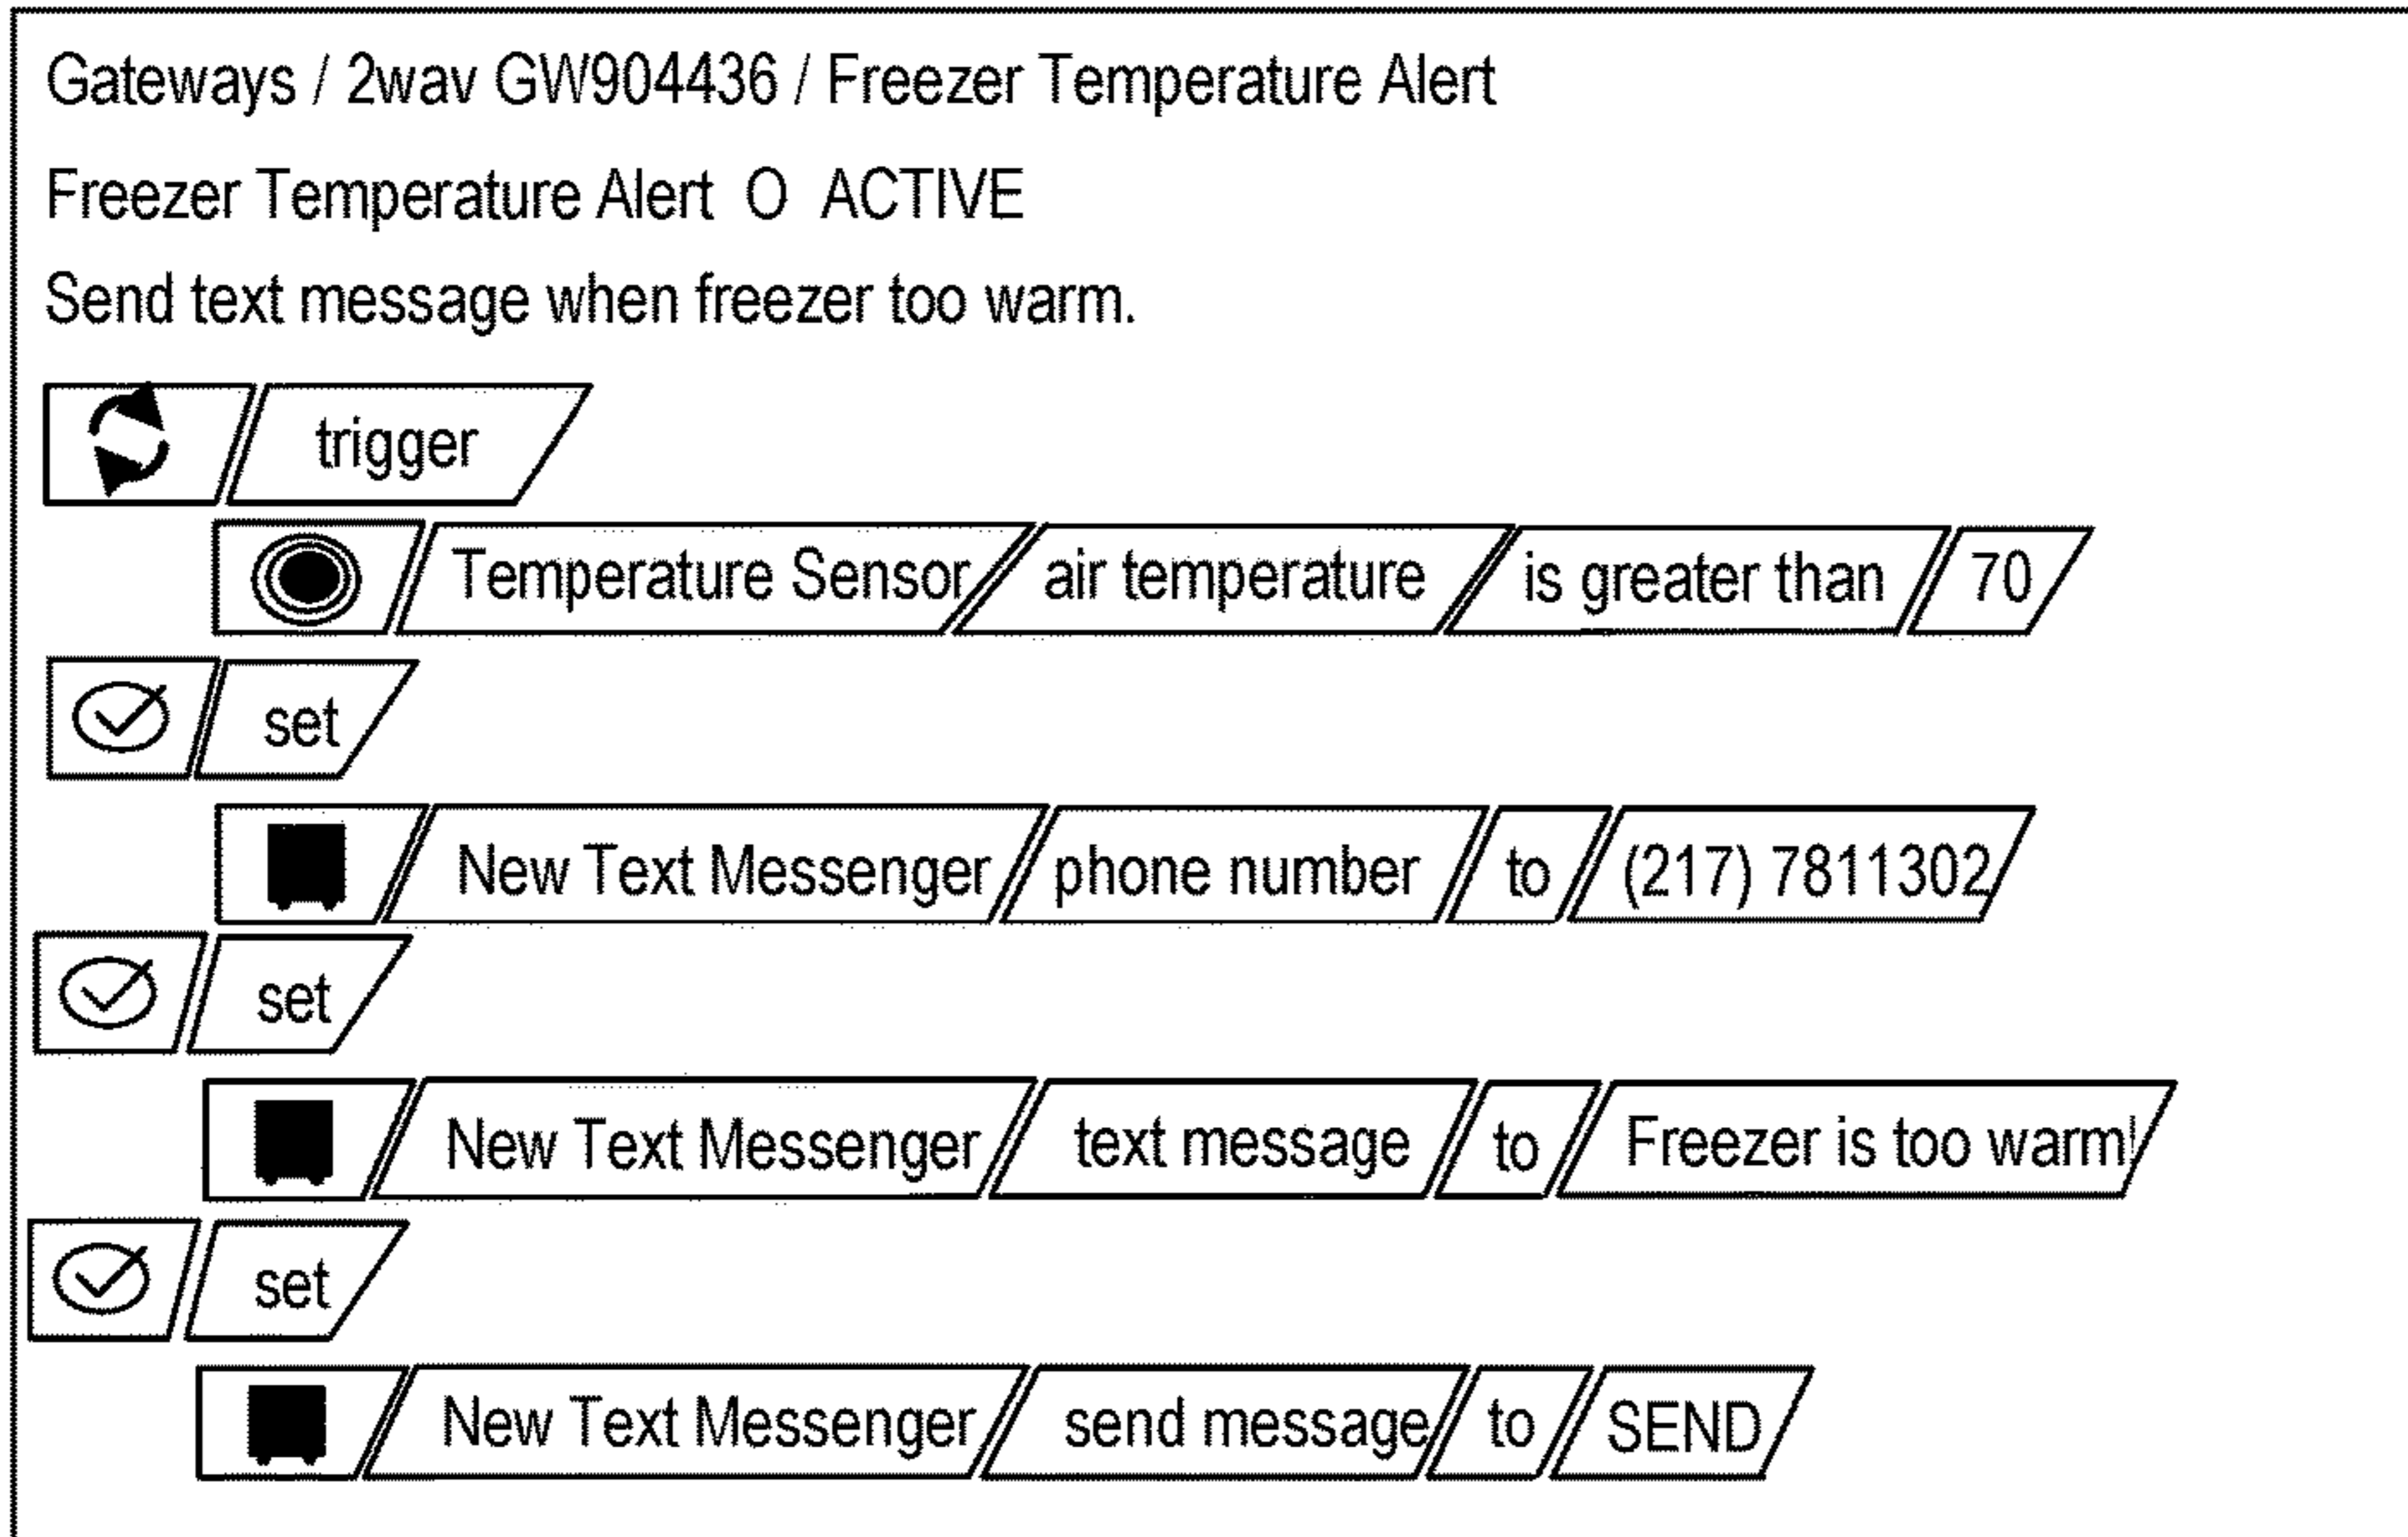 Gateways / 2wav GW904436 / Freezer Temperature Alert
Freezer Temperature Alert O ACTIVE
Send text message when freezer too warm.
trigger
Temperature Sensor air temperature is greater than 70
set
New Text Messenger phone number to (217) 7811302
set
New Text Messenger text message to Freezer is too warm!
set
New Text Messenger send message to SEND